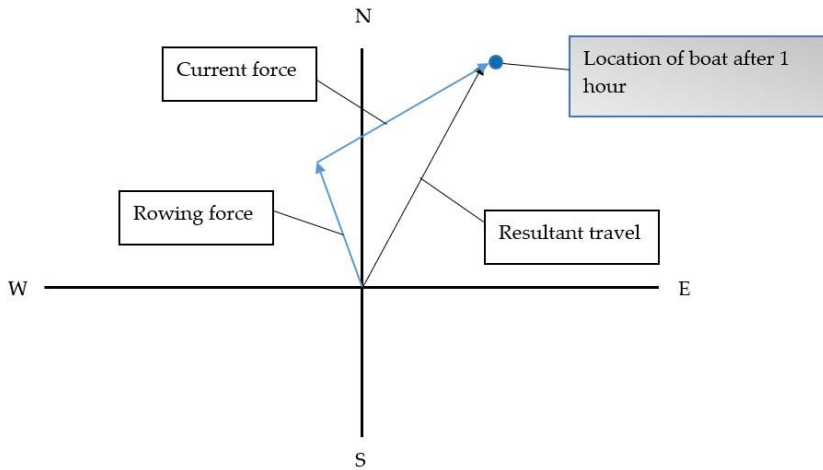 N
Current force
Location of boat after 1
hour
Rowing force
Resultant travel
W
E
S